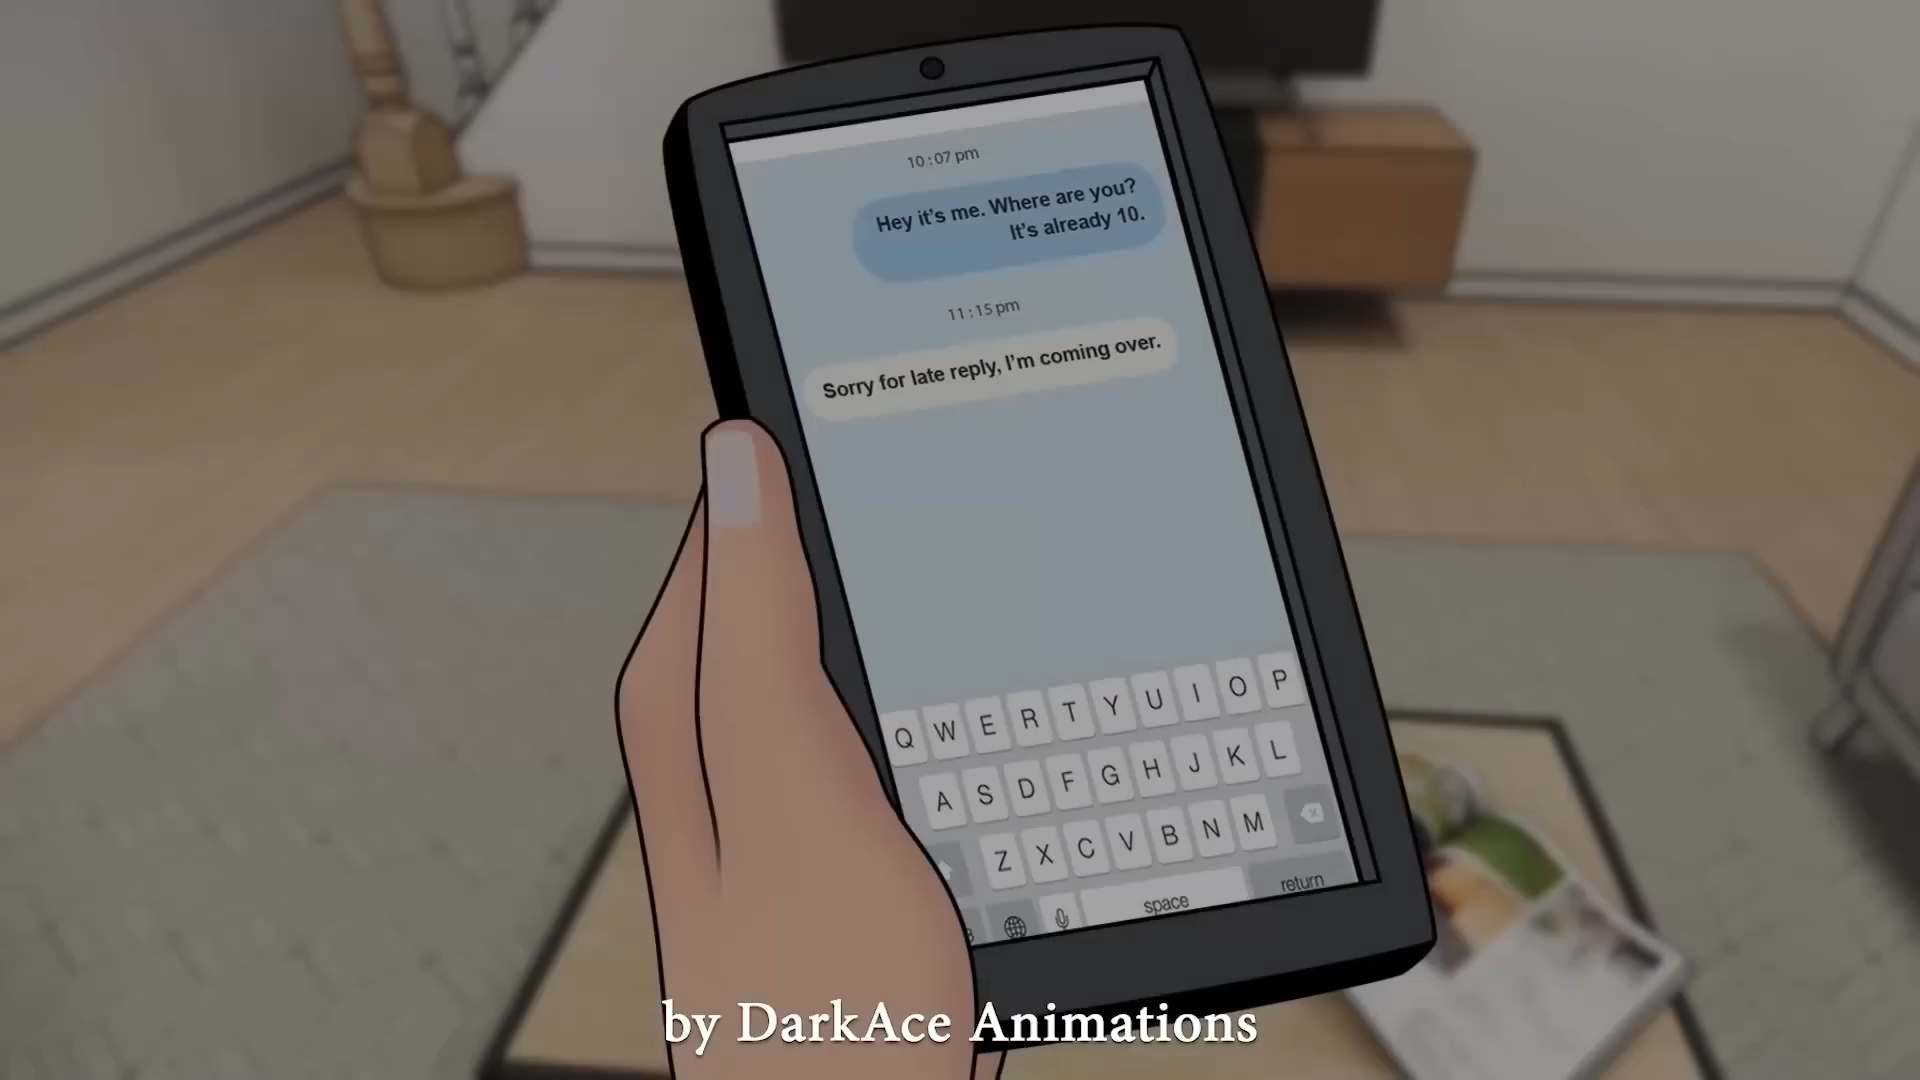 10:07 pm
Hey it's me. Where are you?
It's already 10.
11:15 pm
Sorry for late reply, I'm coming over.
Q W E R T Y U I O P
A S D F G H J K L
Z X C V B N M
space return
by DarkAce Animations